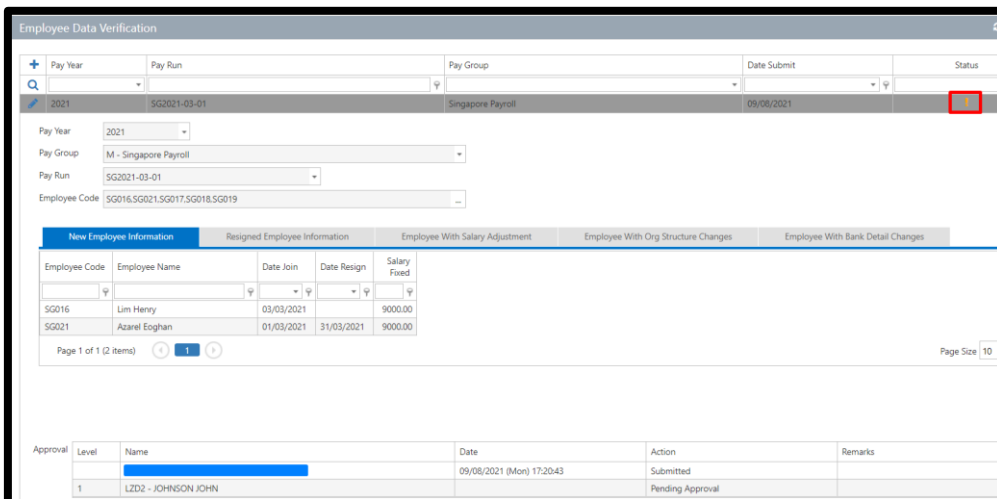 Employee Data Verification
Pay Year Pay Run Pay Group Date Submit Status
2021 SG2021-03-01 Singapore Payroll 09/08/2021 !
Pay Year 2021
Pay Group M - Singapore Payroll
Pay Run SG2021-03-01
Employee Code SG016,SG021,SG017,SG018,SG019 ...
New Employee Information Resigned Employee Information Employee With Salary Adjustment Employee With Org Structure Changes Employee With Bank Detail Changes
Employee Code Employee Name Date Join Date Resign Salary Fixed
SG016 Lim Henry 03/03/2021 9000.00
SG021 Azarel Eoghan 01/03/2021 31/03/2021 9000.00
Page 1 of 1 (2 items) 1 Page Size 10
Approval Level Name Date Action Remarks
09/08/2021 (Mon) 17:20:43 Submitted
1 LZD2 - JOHNSON JOHN Pending Approval